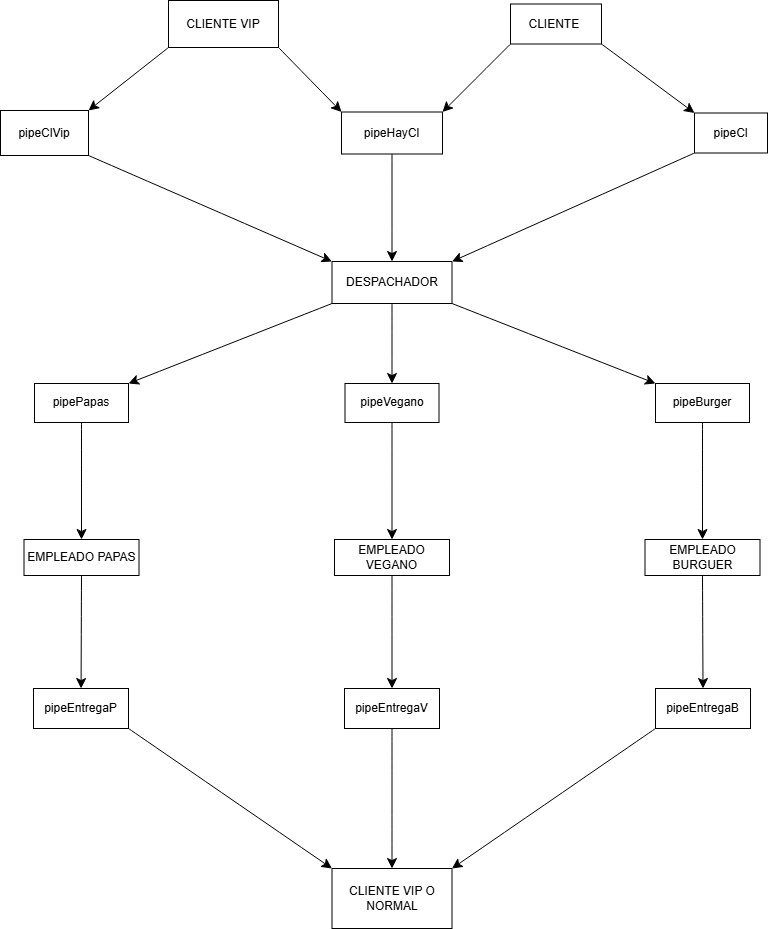 CLIENTE VIP
CLIENTE
pipeClVip
pipeHayCl
pipeCl
DESPACHADOR
pipePapas
pipeVegano
pipeBurger
EMPLEADO PAPAS
EMPLEADO
VEGANO
EMPLEADO
BURGUER
pipeEntregaP
pipeEntregaV
pipeEntregaB
CLIENTE VIP O
NORMAL